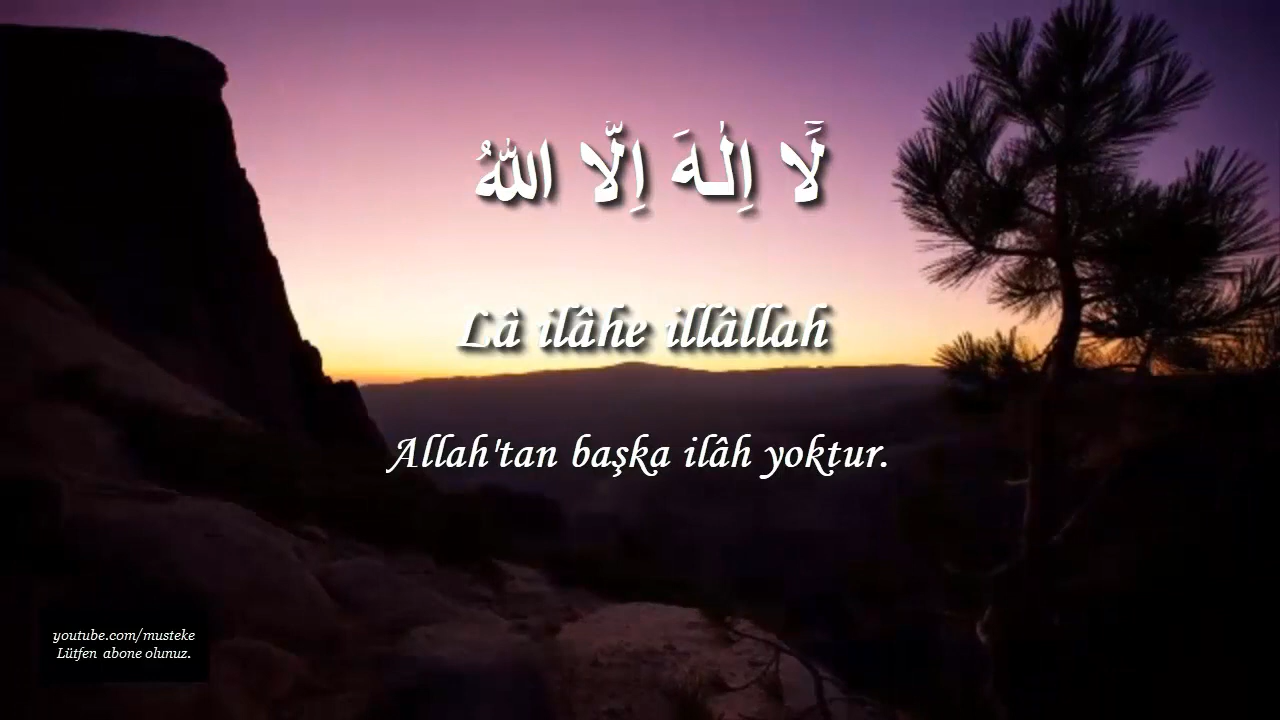 لَٓا اِلٰهَ اِلَّا اللّٰهُ
Lâ ilâhe illâllah
Allah'tan başka ilâh yoktur.
youtube.com/musteke
Lütfen abone olunuz.